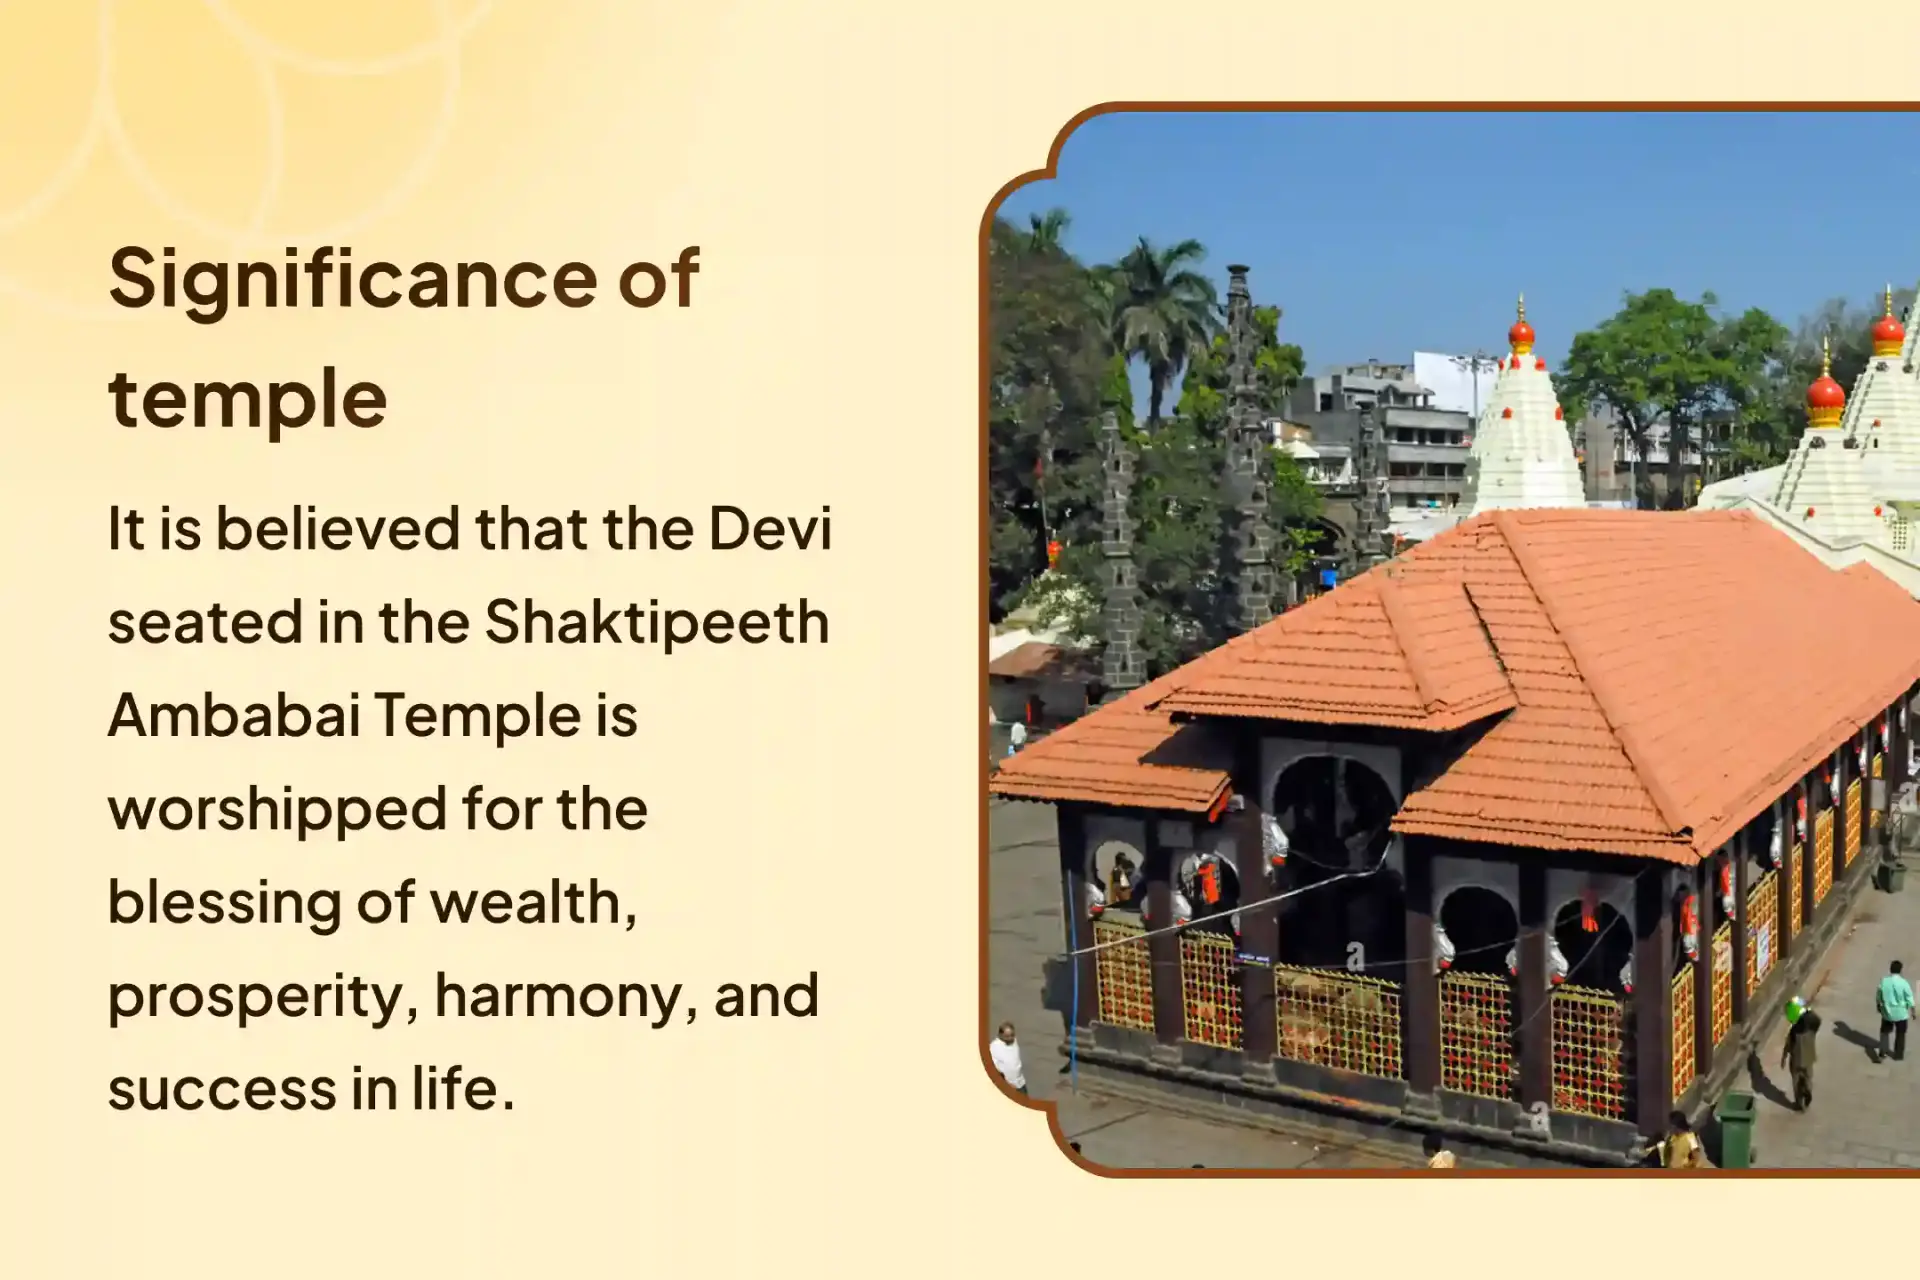 Significance of
temple
It is believed that the Devi
seated in the Shaktipeeth
Ambabai Temple is
worshipped for the
blessing of wealth,
prosperity, harmony, and
success in life.
a
a
a